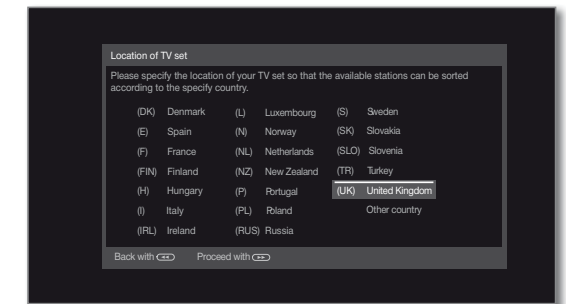 Location of TV set
Please specify the location of your TV set so that the available stations can be sorted
according to the specify country.
(DK) Denmark (L) Luxembourg (S) Sweden
(E) Spain (N) Norway (SK) Slovakia
(F) France (NL) Netherlands (SLO) Slovenia
(FIN) Finland (NZ) New Zealand (TR) Turkey
(H) Hungary (P) Portugal (UK) United Kingdom
(I) Italy (PL) Poland Other country
(IRL) Ireland (RUS) Russia
Back with ◄◄ Proceed with ►►